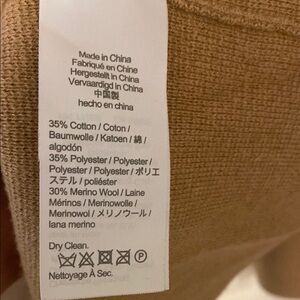 Made in China
Fabriqué en Chine
Hergestellt in China
Vervaardigd in China
中国製
hecho en china
35% Cotton / Coton /
Baumwolle / Katoen / 綿 /
algodón
35% Polyester / Polyester /
Polyester / Polyester / ポリエ
ステル / poliéster
30% Merino Wool / Laine
Mérinos / Merinowolle /
Merinowol / メリノウール /
lana merino
Dry Clean.
P
Nettoyage À Sec.